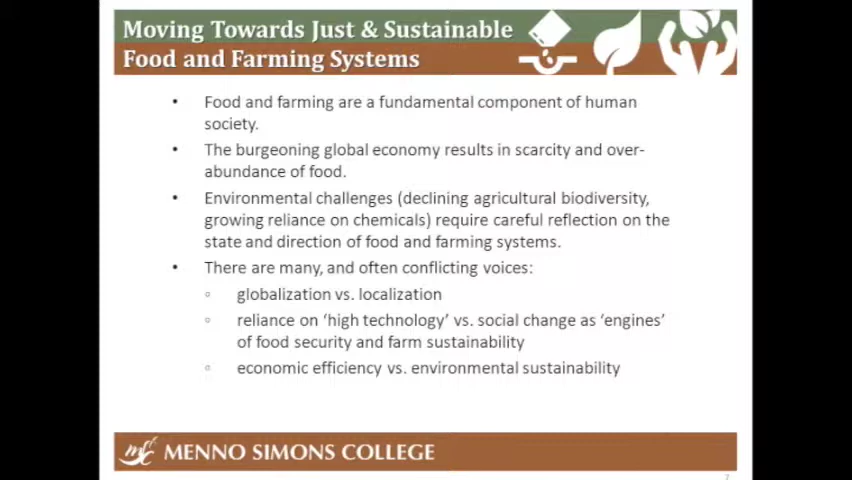 Moving Towards Just & Sustainable
Food and Farming Systems
• Food and farming are a fundamental component of human
society.
• The burgeoning global economy results in scarcity and over-
abundance of food.
• Environmental challenges (declining agricultural biodiversity,
growing reliance on chemicals) require careful reflection on the
state and direction of food and farming systems.
• There are many, and often conflicting voices:
▫ globalization vs. localization
▫ reliance on ‘high technology’ vs. social change as ‘engines’
of food security and farm sustainability
▫ economic efficiency vs. environmental sustainability
msc MENNO SIMONS COLLEGE
7